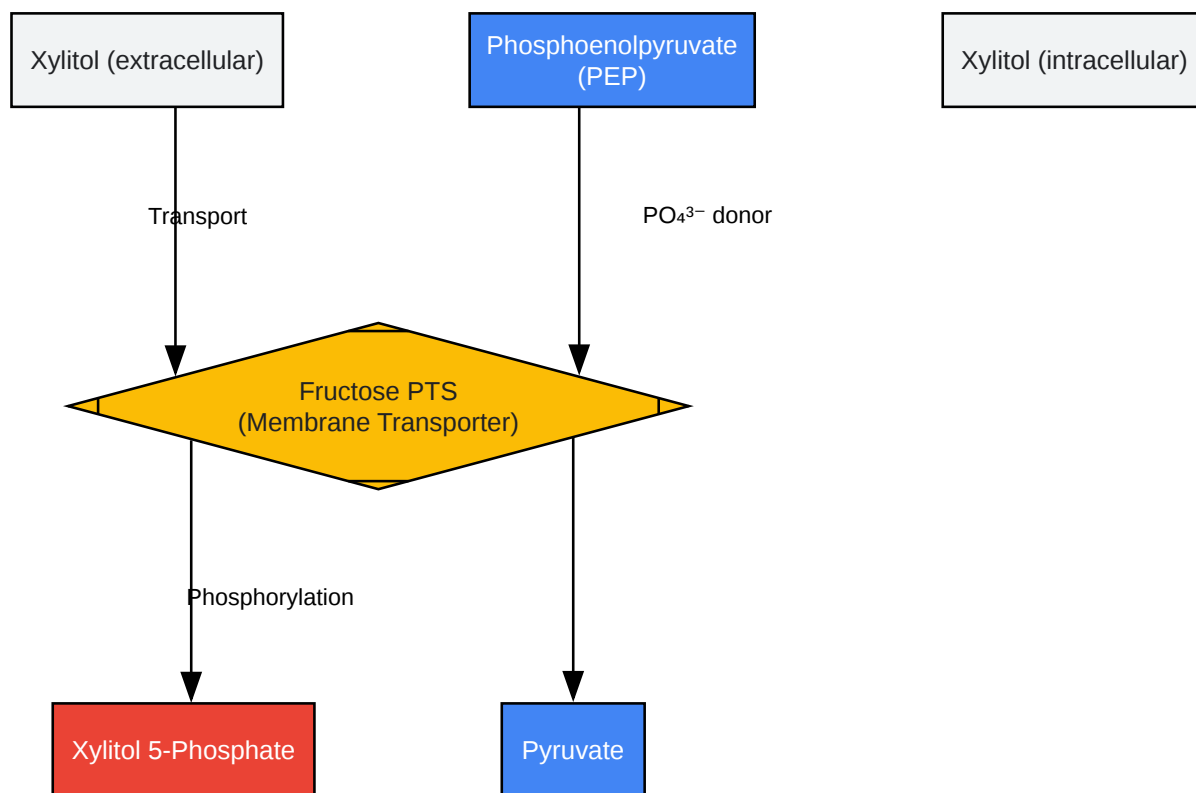 Xylitol (extracellular)
Phosphoenolpyruvate
(PEP)
Xylitol (intracellular)
Transport
PO₄³⁻ donor
Fructose PTS
(Membrane Transporter)
Phosphorylation
Xylitol 5-Phosphate
Pyruvate